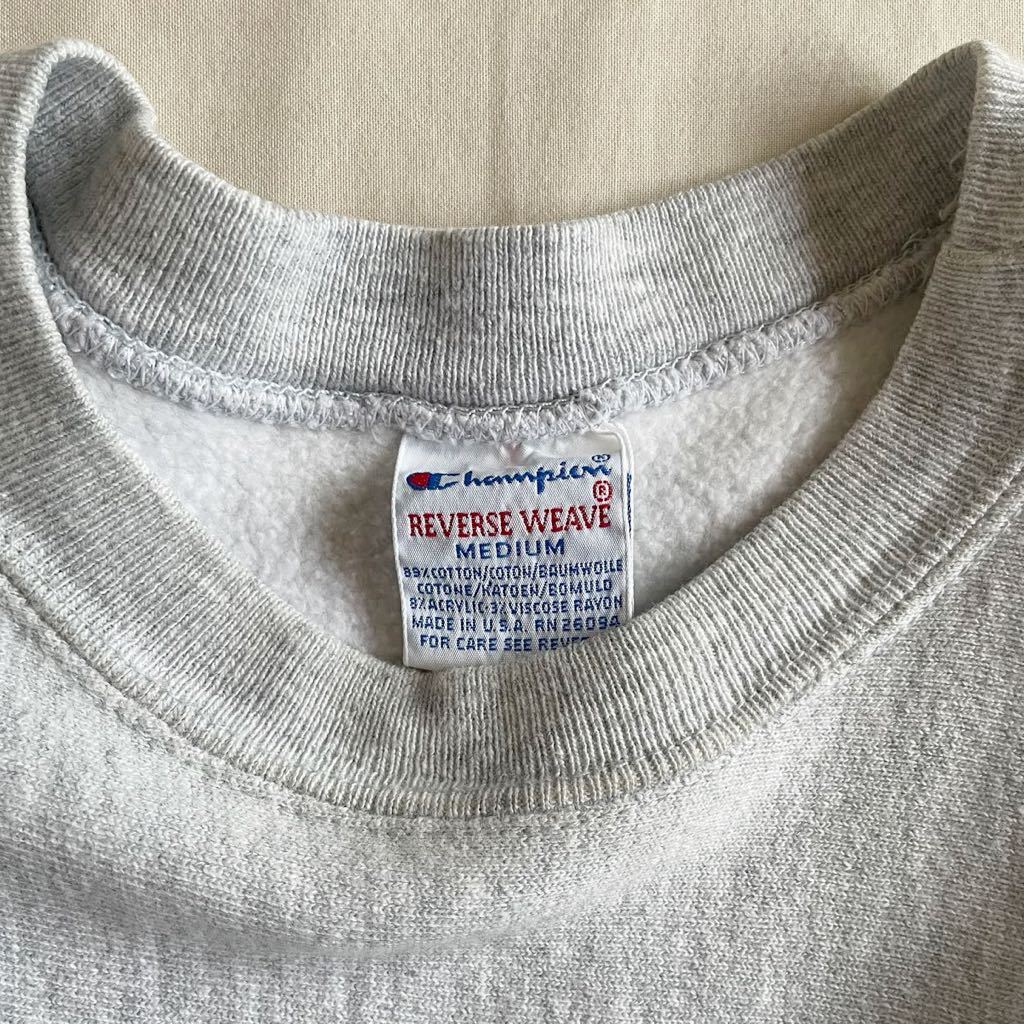 Champion®
REVERSE WEAVE®
MEDIUM
89% COTTON/COTON/BAUMWOLLE
COTONE/KATOEN/BOMULD
8% ACRYLIC-3% VISCOSE RAYON
MADE IN U.S.A. RN 26094
FOR CARE SEE